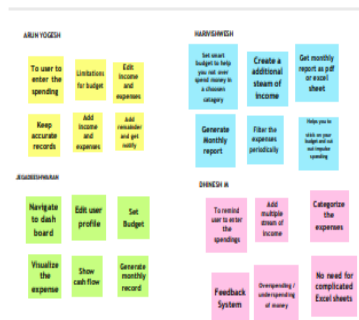 ARUN YOGESH
To user to
enter the
spending
Limitations
for budget
Edit
income
and
expenses
Keep
accurate
records
Add
income
and
expenses
Add
remainder
and get
notify
HARIVISHWESH
Set smart
budget to help
you not over
spend money in
a choosen
catagory
Create a
additional
steam of
income
Get monthly
report as pdf
or excel
sheet
Generate
Monthly
report
Filter the
expenses
periodically
Helps you to
stick on your
budget and cut
out impulse
spending
JEGADEESHWARAN
Navigate
to dash
board
Edit user
profile
Set
Budget
Visualize
the
expense
Show
cash flow
Generate
monthly
record
DHINESH M
To remind
user to enter
the
spendings
Add
multiple
stream of
income
Categorize
the
expenses
Feedback
System
Overspending /
underspending
of money
No need for
complicated
Excel sheets